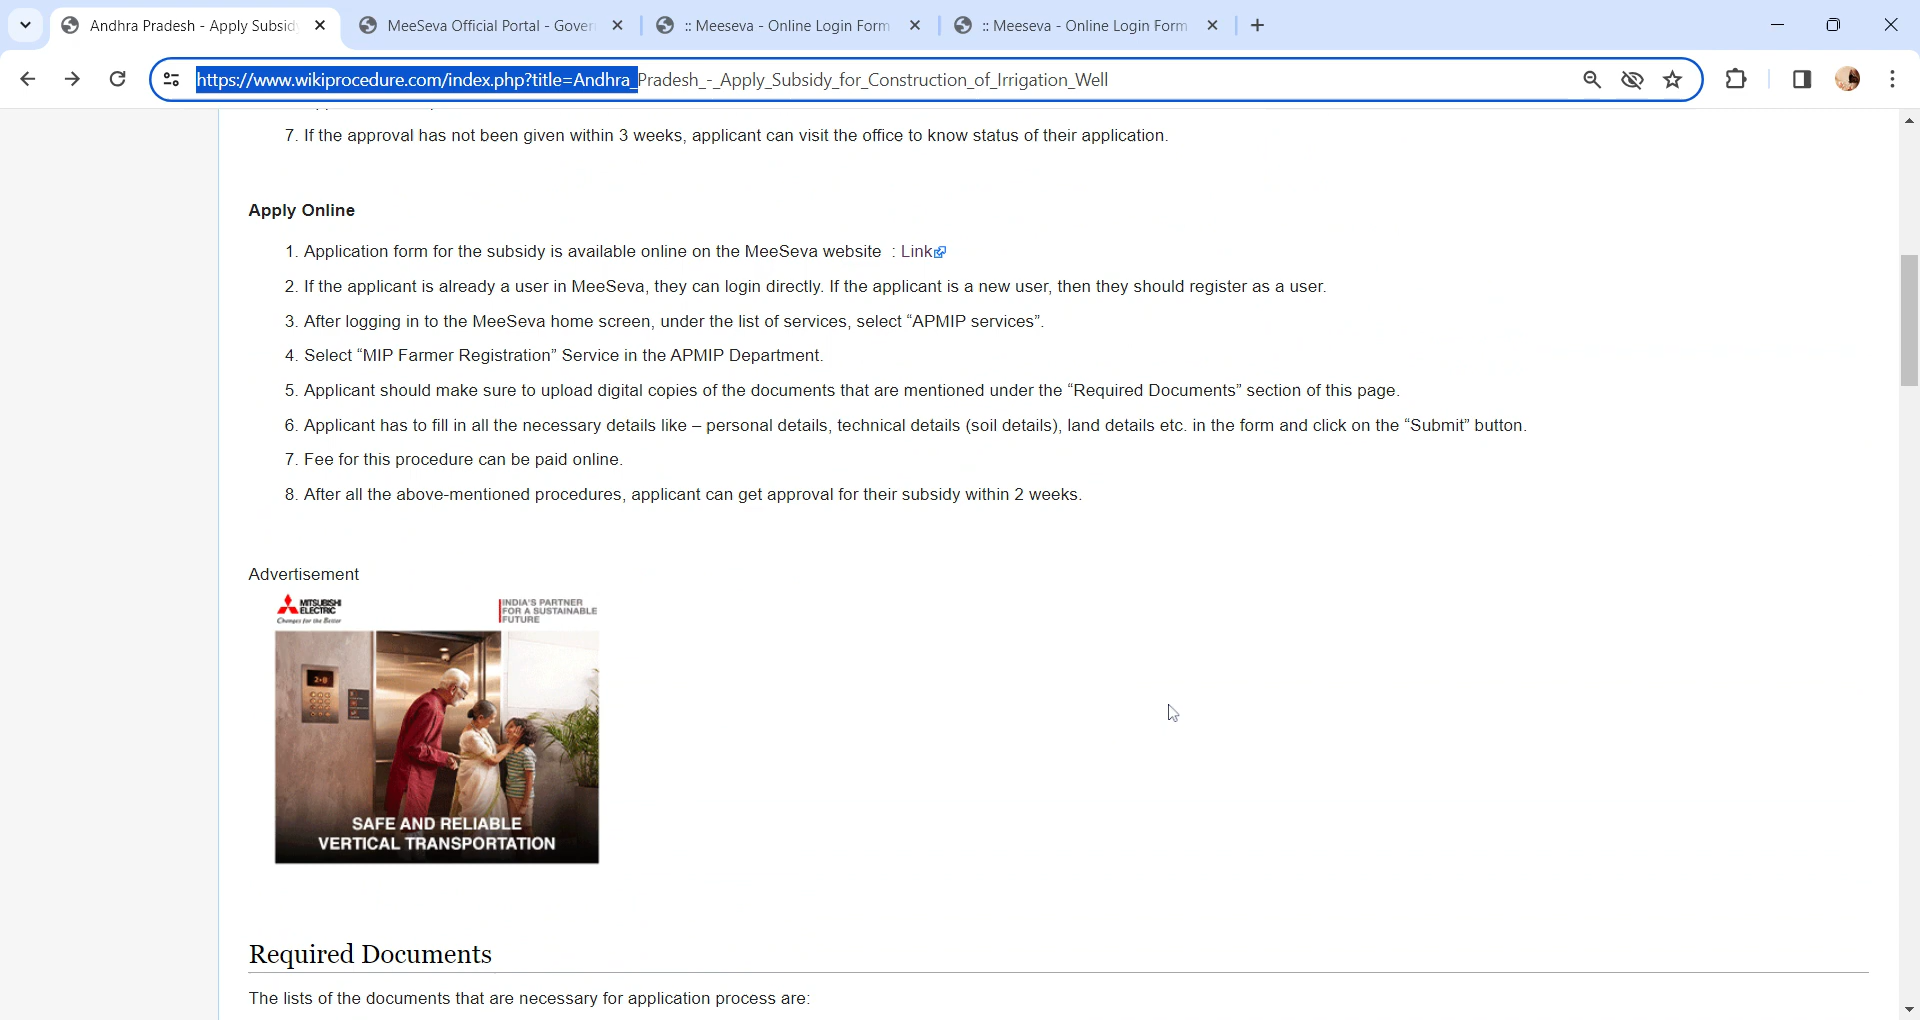 Andhra Pradesh - Apply Subsid
MeeSeva Official Portal - Gover
:: Meeseva - Online Login Form
:: Meeseva - Online Login Form
https://www.wikiprocedure.com/index.php?title=Andhra_Pradesh_-_Apply_Subsidy_for_Construction_of_Irrigation_Well
7. If the approval has not been given within 3 weeks, applicant can visit the office to know status of their application.
Apply Online
1. Application form for the subsidy is available online on the MeeSeva website : Link
2. If the applicant is already a user in MeeSeva, they can login directly. If the applicant is a new user, then they should register as a user.
3. After logging in to the MeeSeva home screen, under the list of services, select “APMIP services”.
4. Select “MIP Farmer Registration” Service in the APMIP Department.
5. Applicant should make sure to upload digital copies of the documents that are mentioned under the “Required Documents” section of this page.
6. Applicant has to fill in all the necessary details like – personal details, technical details (soil details), land details etc. in the form and click on the “Submit” button.
7. Fee for this procedure can be paid online.
8. After all the above-mentioned procedures, applicant can get approval for their subsidy within 2 weeks.
Advertisement
MITSUBISHI
ELECTRIC
Changes for the Better
INDIA'S PARTNER
FOR A SUSTAINABLE
FUTURE
SAFE AND RELIABLE
VERTICAL TRANSPORTATION
Required Documents
The lists of the documents that are necessary for application process are: